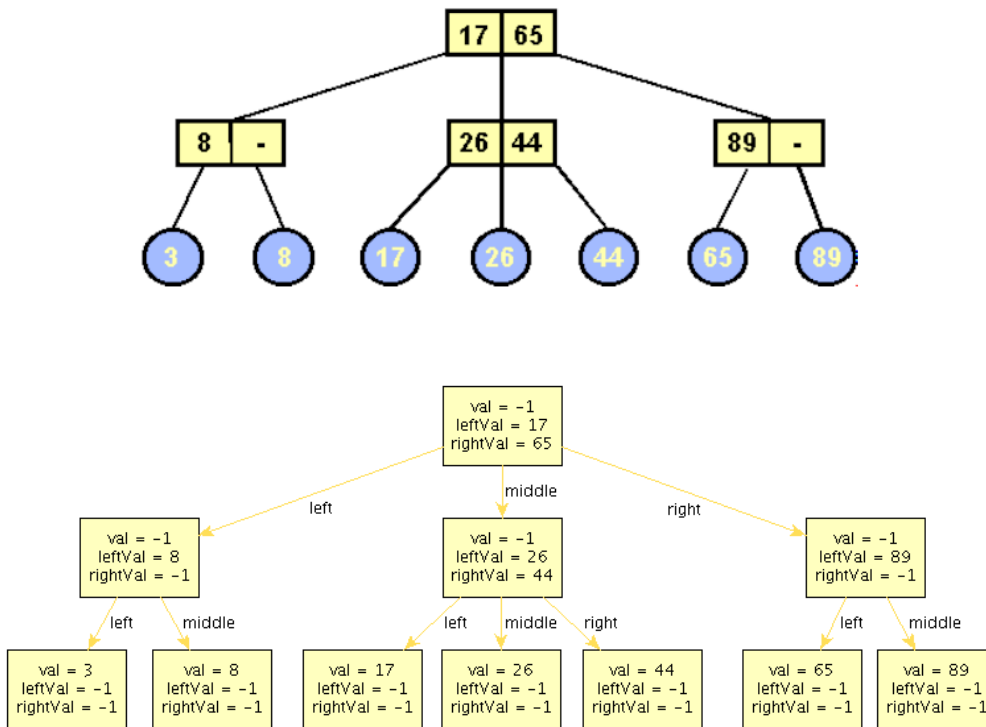 17 65
8 - 26 44 89 -
3 8 17 26 44 65 89
val = -1
leftVal = 17
rightVal = 65
left middle right
val = -1 val = -1 val = -1
leftVal = 8 leftVal = 26 leftVal = 89
rightVal = -1 rightVal = 44 rightVal = -1
left middle left middle right left middle
val = 3 val = 8 val = 17 val = 26 val = 44 val = 65 val = 89
leftVal = -1 leftVal = -1 leftVal = -1 leftVal = -1 leftVal = -1 leftVal = -1 leftVal = -1
rightVal = -1 rightVal = -1 rightVal = -1 rightVal = -1 rightVal = -1 rightVal = -1 rightVal = -1